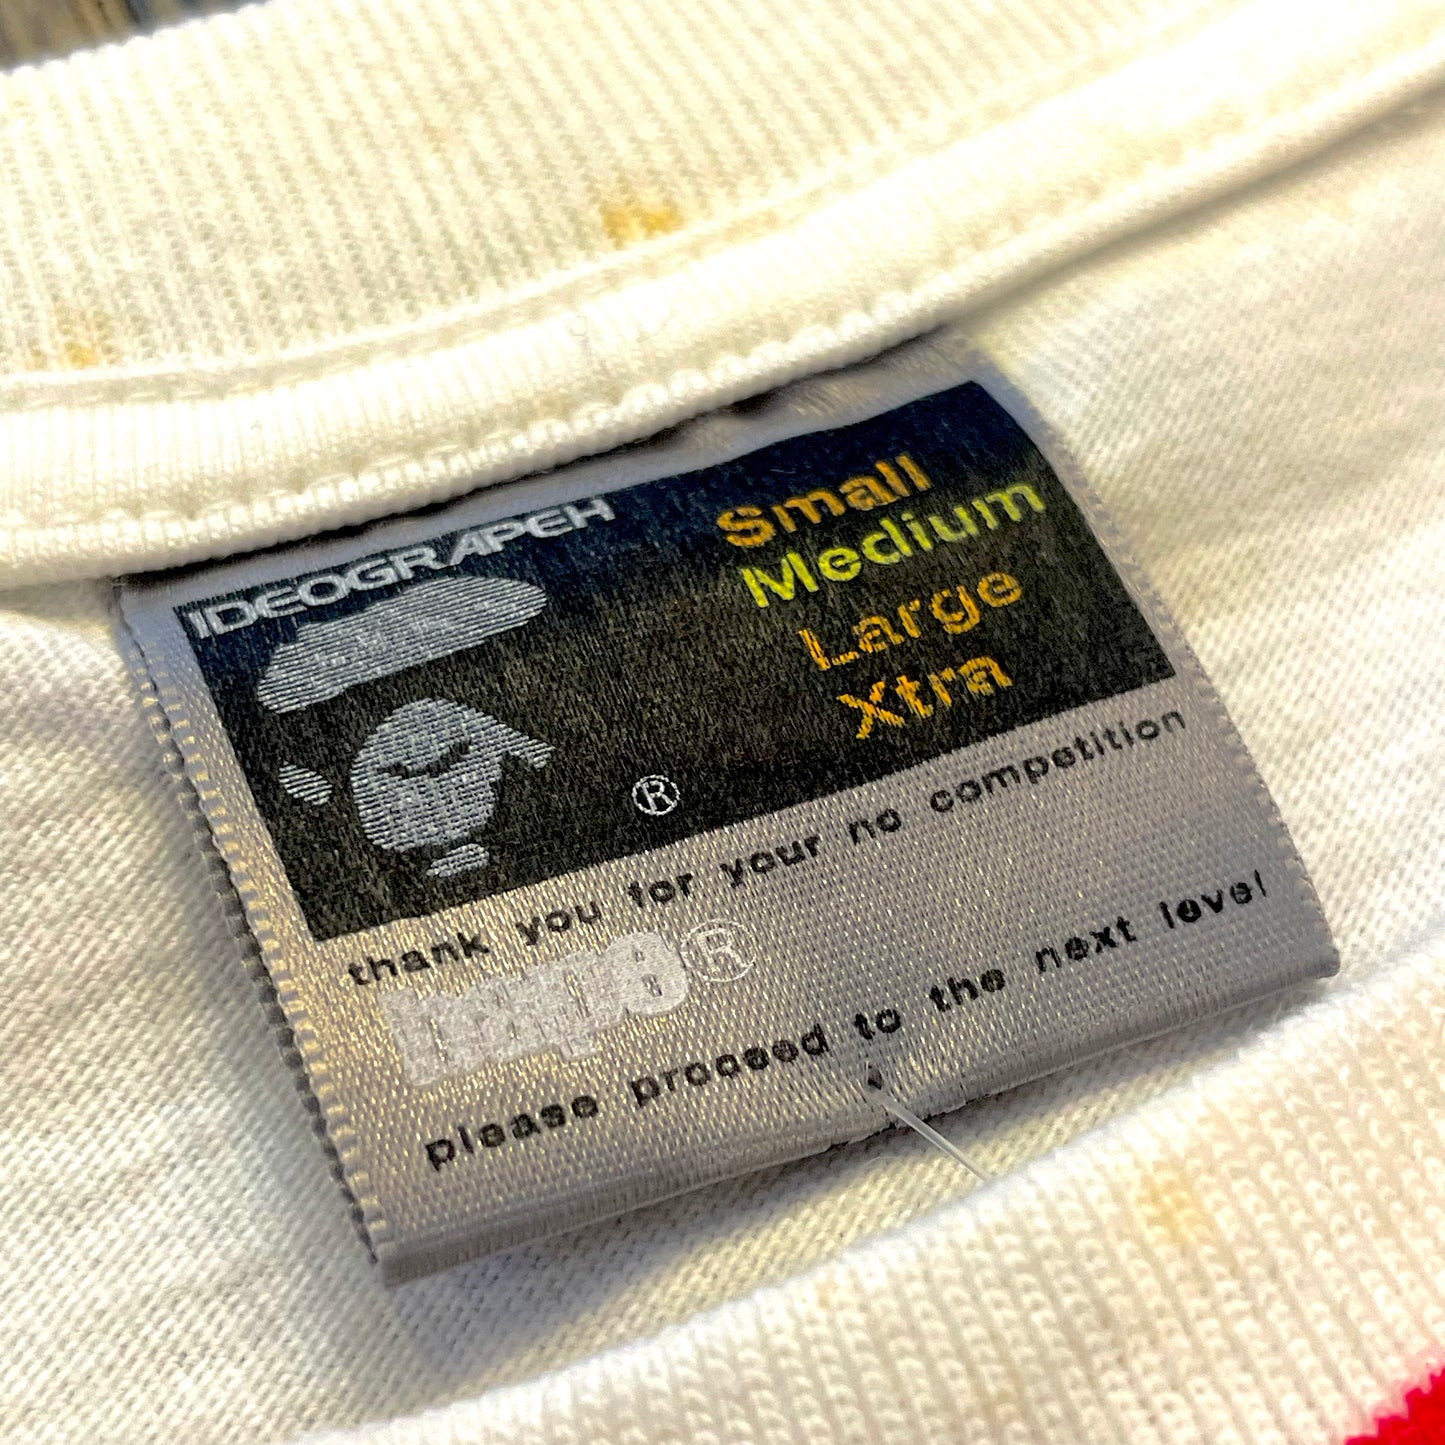 IDEOGRAPEH
Small
Medium
Large
Xtra
®
thank you for your no competition
®
please proceed to the next level